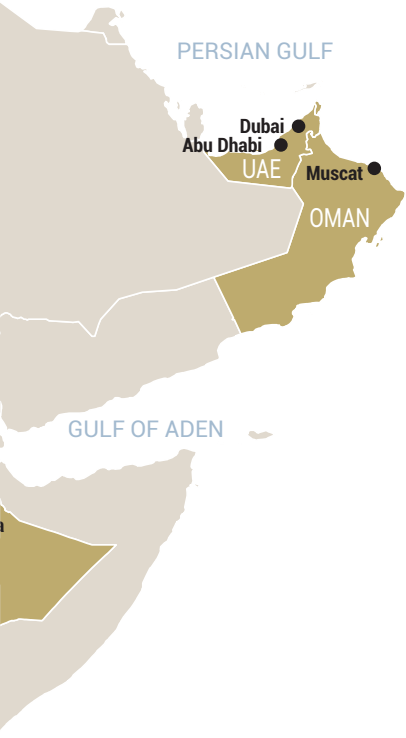 PERSIAN GULF
Dubai
Abu Dhabi
UAE
Muscat
OMAN
GULF OF ADEN
a